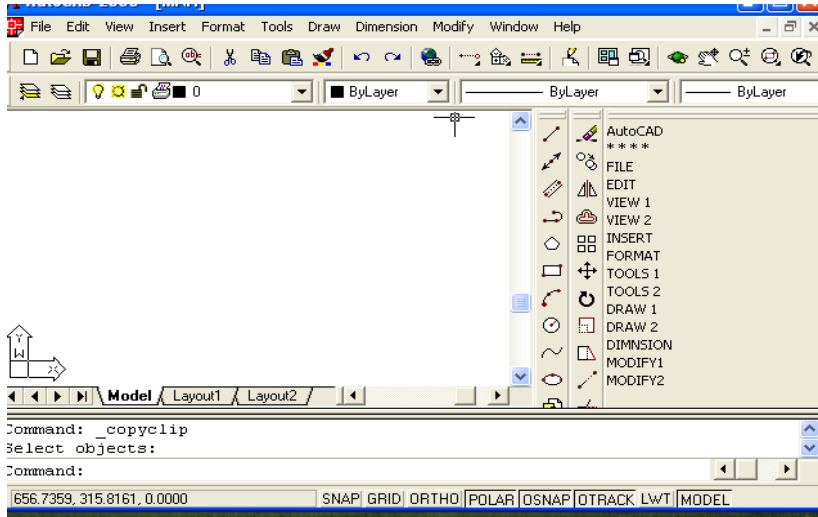 AutoCAD 2000 - [MAH]
File Edit View Insert Format Tools Draw Dimension Modify Window Help
0 ByLayer ByLayer ByLayer
AutoCAD
* * * *
FILE
EDIT
VIEW 1
VIEW 2
INSERT
FORMAT
TOOLS 1
TOOLS 2
DRAW 1
DRAW 2
DIMNSION
MODIFY1
MODIFY2
Y
W
X
Model Layout1 Layout2
Command: _copyclip
Select objects:
Command:
656.7359, 315.8161, 0.0000 SNAP GRID ORTHO POLAR OSNAP OTRACK LWT MODEL